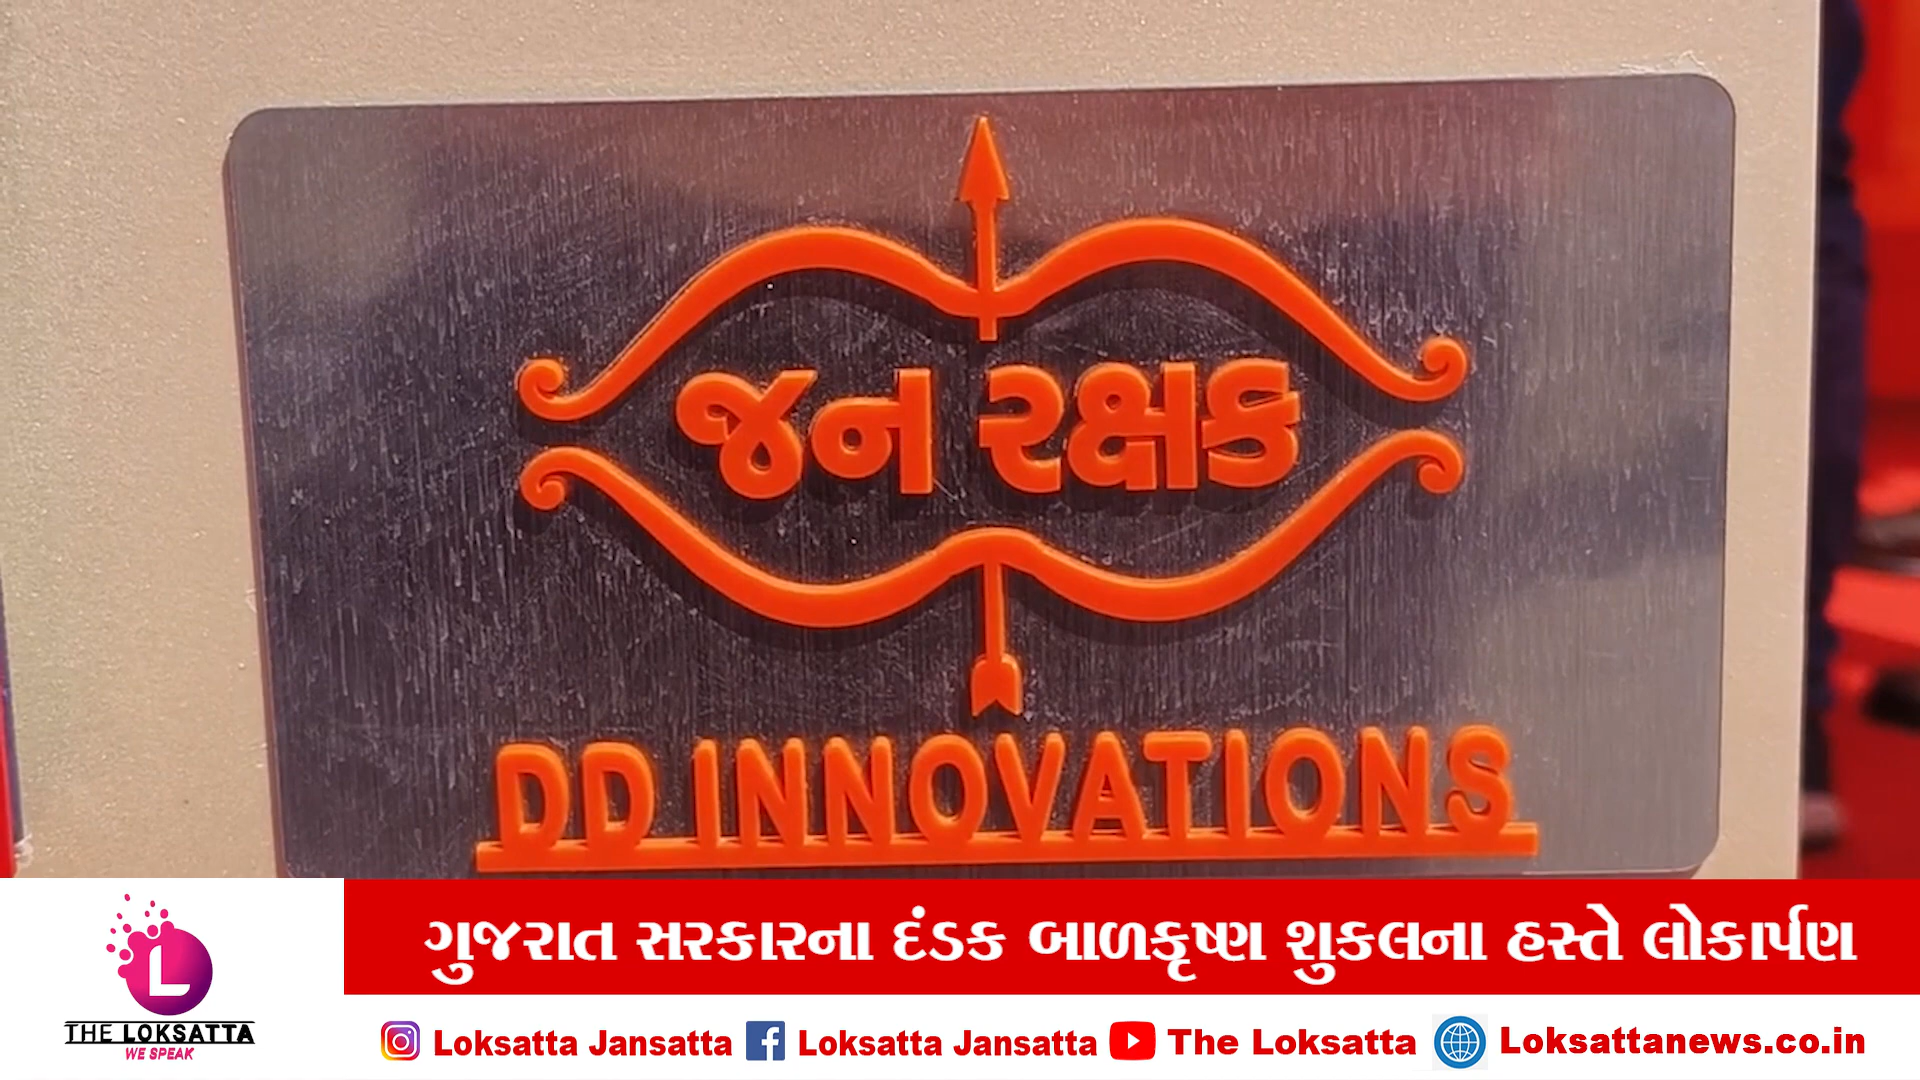 જન રક્ષક
DD INNOVATIONS
ગુજરાત સરકારના દંડક બાળકૃષ્ણ શુકલના હસ્તે લોકાર્પણ
L
THE LOKSATTA
WE SPEAK
Loksatta Jansatta
Loksatta Jansatta
The Loksatta
Loksattanews.co.in